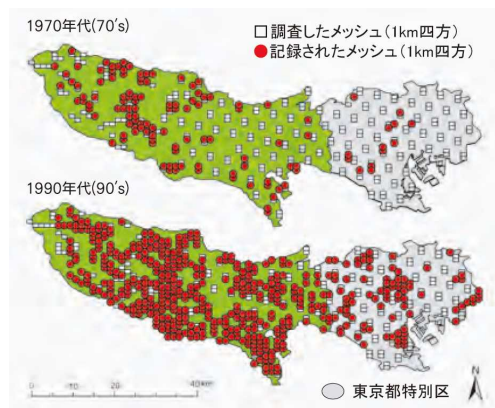 1970年代(70's)
□調査したメッシュ(1km四方)
●記録されたメッシュ(1km四方)
1990年代(90's)
0 10 20 40km
N
東京都特別区